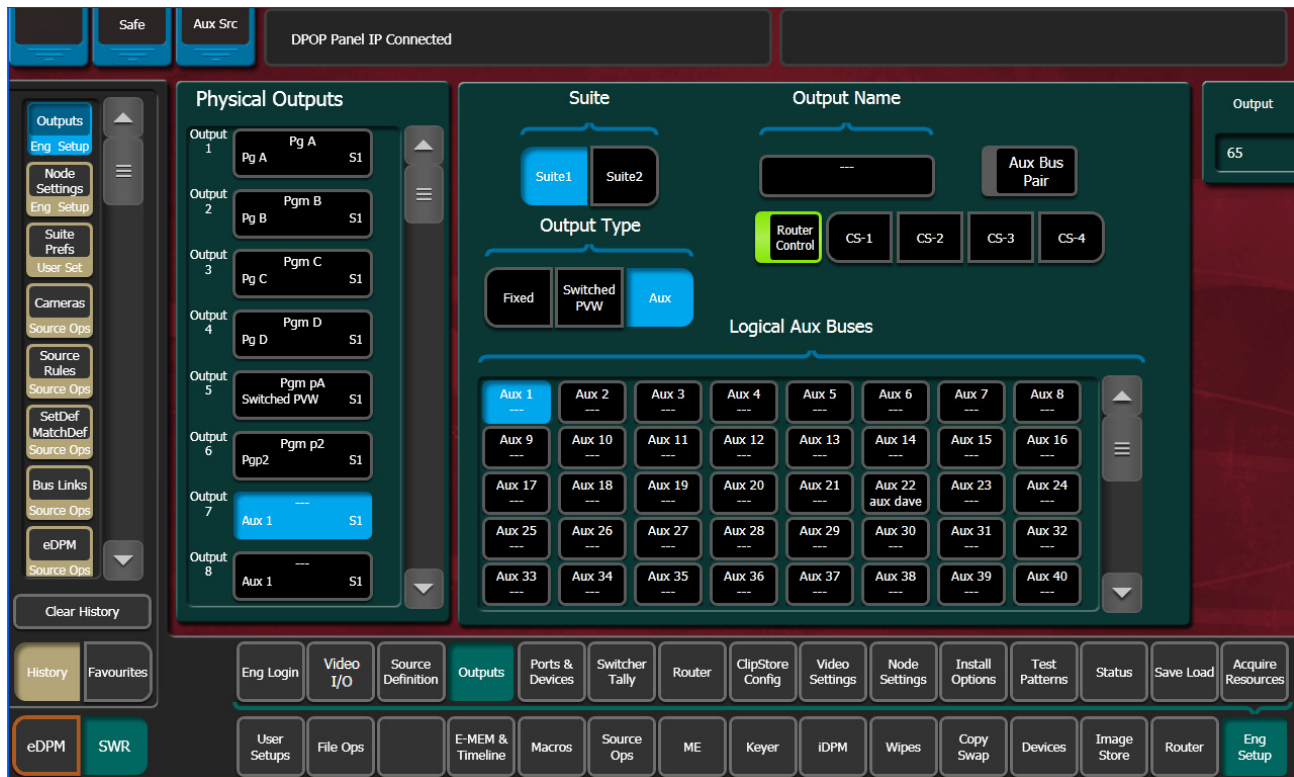 Safe
Aux Src
DPOP Panel IP Connected
Outputs
Eng Setup
Node
Settings
Eng Setup
Suite
Prefs
User Set
Cameras
Source Ops
Source
Rules
Source Ops
SetDef
MatchDef
Source Ops
Bus Links
Source Ops
eDPM
Source Ops
Clear History
History
Favourites
eDPM
SWR
Physical Outputs
Output
1
Pg A
Pg A S1
Output
2
Pgm B
Pg B S1
Output
3
Pgm C
Pg C S1
Output
4
Pgm D
Pg D S1
Output
5
Pgm pA
Switched PVW S1
Output
6
Pgm p2
Pgp2 S1
Output
7
---
Aux 1 S1
Output
8
---
Aux 1 S1
Suite
Suite1
Suite2
Output Type
Fixed
Switched
PVW
Aux
Output Name
---
Aux Bus
Pair
Router
Control
CS-1
CS-2
CS-3
CS-4
Output
65
Logical Aux Buses
Aux 1 Aux 2 Aux 3 Aux 4 Aux 5 Aux 6 Aux 7 Aux 8
--- --- --- --- --- --- --- ---
Aux 9 Aux 10 Aux 11 Aux 12 Aux 13 Aux 14 Aux 15 Aux 16
--- --- --- --- --- --- --- ---
Aux 17 Aux 18 Aux 19 Aux 20 Aux 21 Aux 22 Aux 23 Aux 24
--- --- --- --- --- aux dave --- ---
Aux 25 Aux 26 Aux 27 Aux 28 Aux 29 Aux 30 Aux 31 Aux 32
--- --- --- --- --- --- --- ---
Aux 33 Aux 34 Aux 35 Aux 36 Aux 37 Aux 38 Aux 39 Aux 40
--- --- --- --- --- --- --- ---
Eng Login
Video
I/O
Source
Definition
Outputs
Ports &
Devices
Switcher
Tally
Router
ClipStore
Config
Video
Settings
Node
Settings
Install
Options
Test
Patterns
Status
Save Load
Acquire
Resources
User
Setups
File Ops
E-MEM &
Timeline
Macros
Source
Ops
ME
Keyer
iDPM
Wipes
Copy
Swap
Devices
Image
Store
Router
Eng
Setup